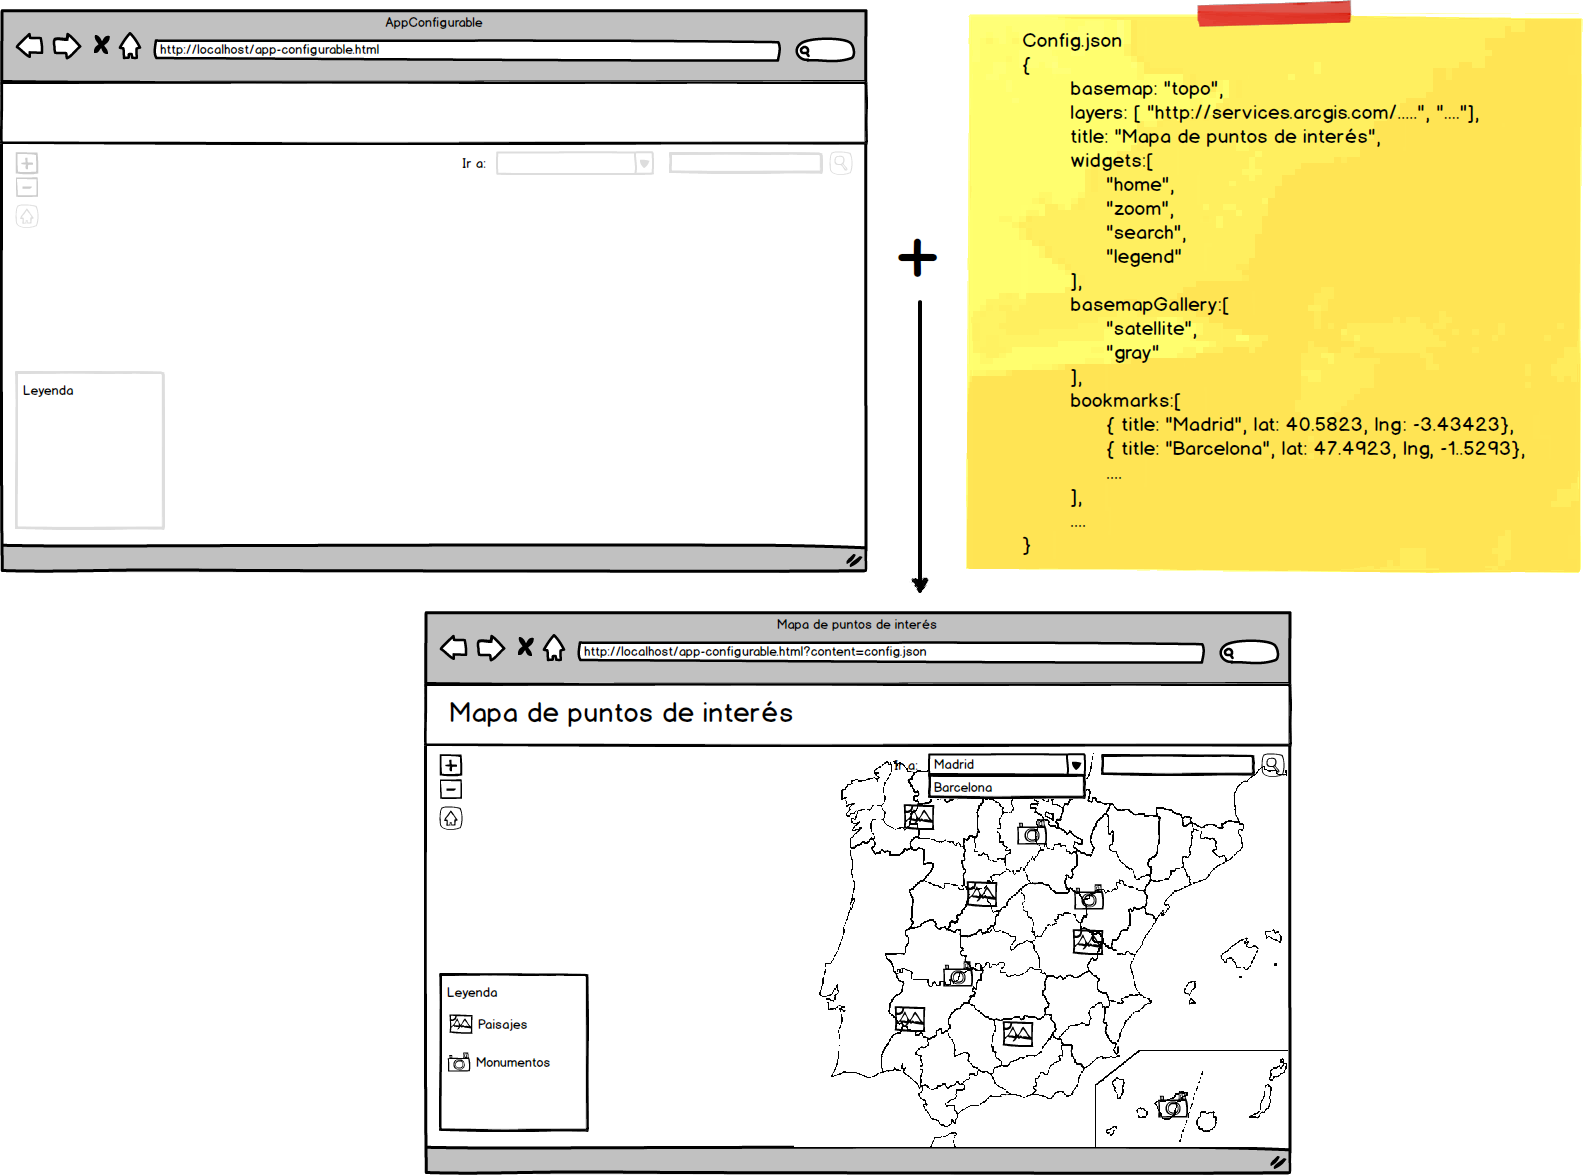 AppConfigurable
http://localhost/app-configurable.html
Ir a:
Leyenda
Config.json
{
basemap: "topo",
layers: [ "http://services.arcgis.com/.....", "...."],
title: "Mapa de puntos de interés",
widgets:[
"home",
"zoom",
"search",
"legend"
],
basemapGallery:[
"satellite",
"gray"
],
bookmarks:[
{ title: "Madrid", lat: 40.5823, lng: -3.43423},
{ title: "Barcelona", lat: 47.4923, lng, -1..5293},
....
],
....
}
Mapa de puntos de interés
http://localhost/app-configurable.html?content=config.json
Mapa de puntos de interés
Ir a:
Madrid
Barcelona
Leyenda
Paisajes
Monumentos